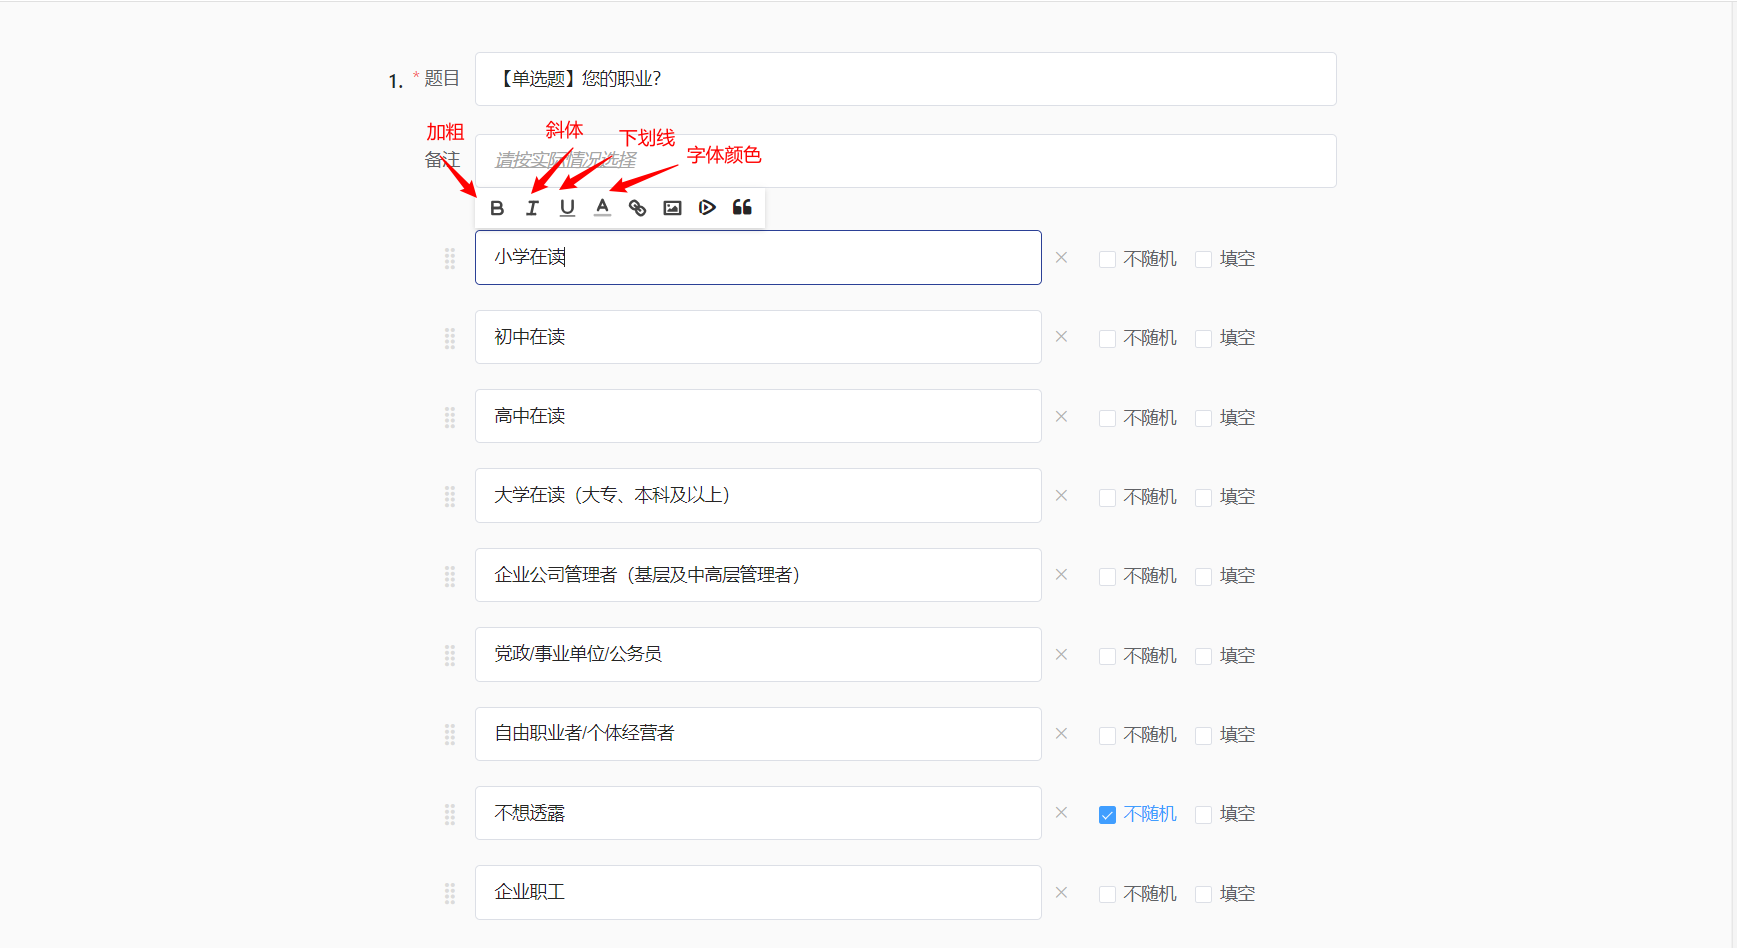 1. * 题目 【单选题】您的职业?
加粗 斜体 下划线 字体颜色
备注 请按实际情况选择
B I U A
小学在读 不随机 填空
初中在读 不随机 填空
高中在读 不随机 填空
大学在读（大专、本科及以上） 不随机 填空
企业公司管理者（基层及中高层管理者） 不随机 填空
党政/事业单位/公务员 不随机 填空
自由职业者/个体经营者 不随机 填空
不想透露 不随机 填空
企业职工 不随机 填空